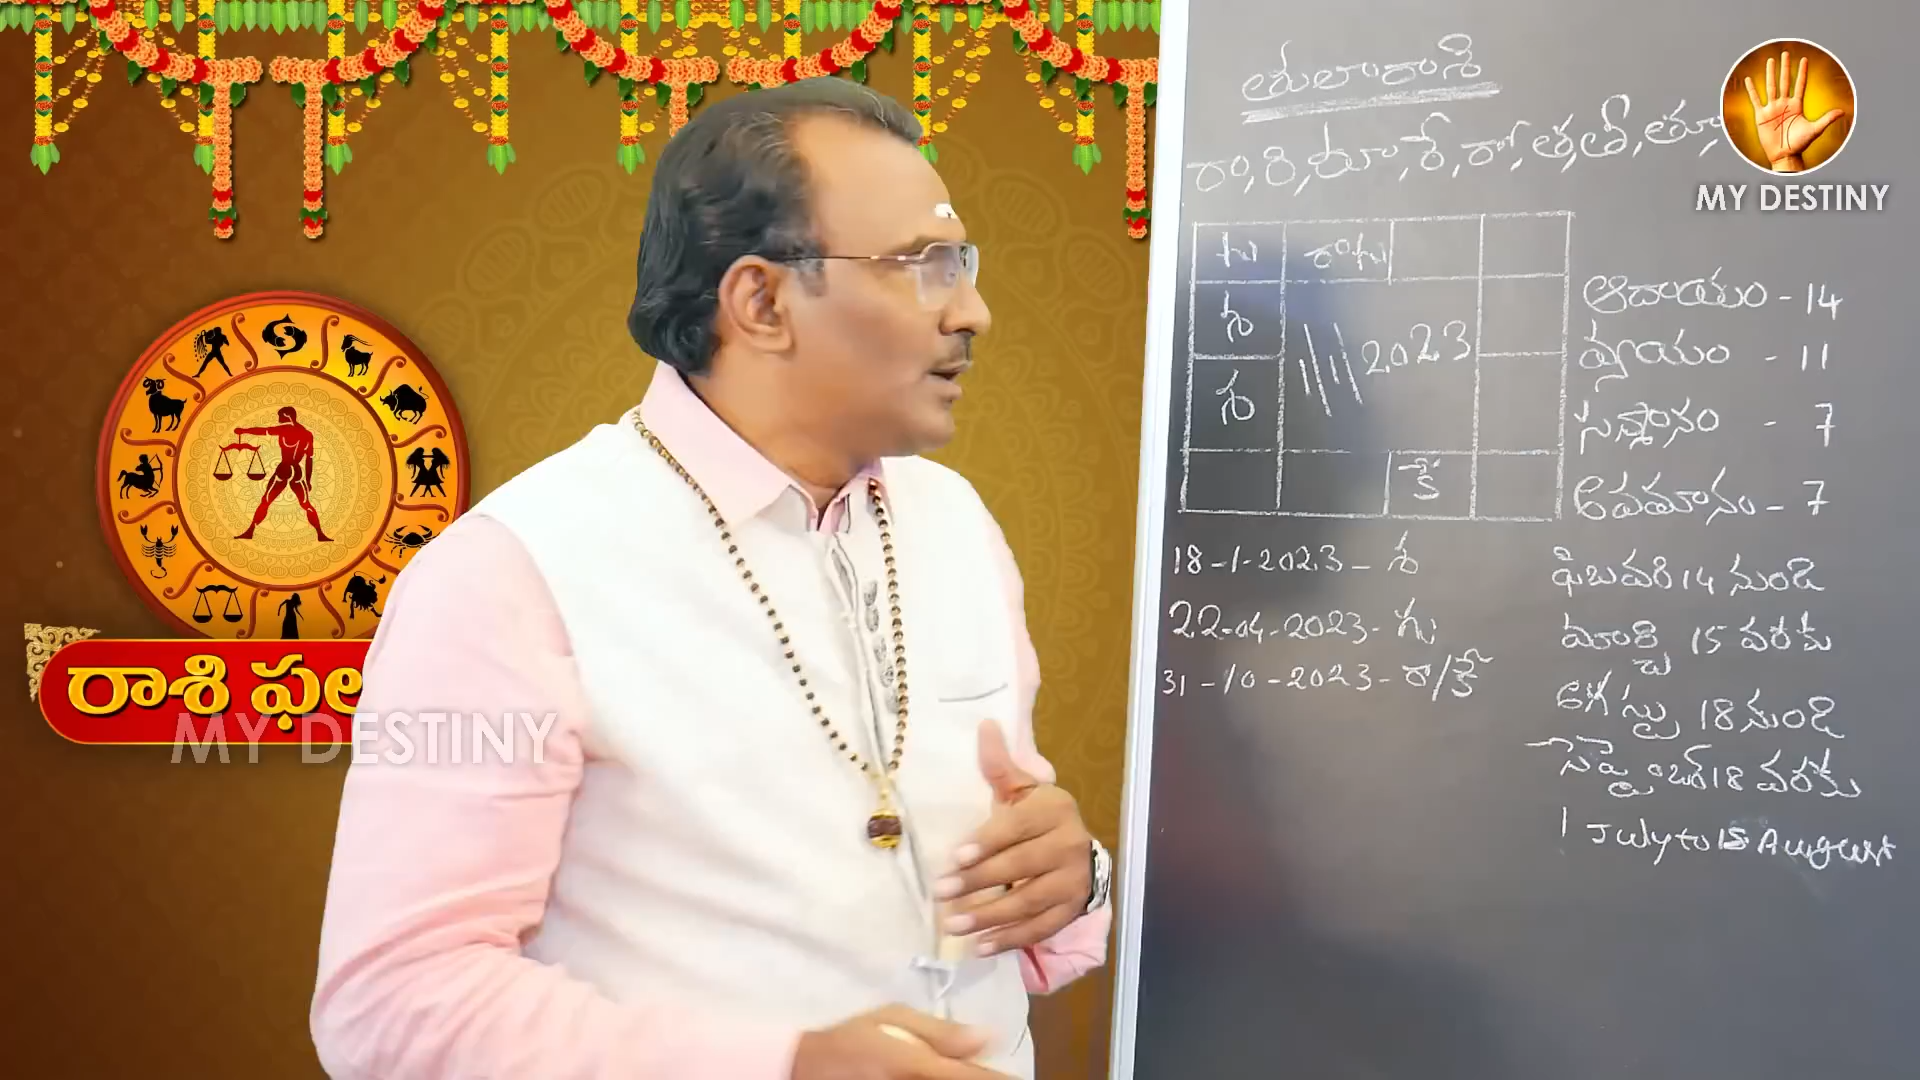 తులారాశి
రా, రి, రూ, రే, రో, త, తీ, తూ,
MY DESTINY
గు రాహు
శ
2023
శ
కే
ఆదాయం - 14
వ్యయం - 11
సన్మానం - 7
అవమానం - 7
18-1-2023 - శ
22-04-2023 - గు
31-10-2023 - రా/కే
ఫిబ్రవరి 14 నుండి
మార్చి 15 వరకు
ఆగస్టు 18 నుండి
సెప్టెంబర్ 18 వరకు
1 July to 15 August
రాశి ఫల
MY DESTINY